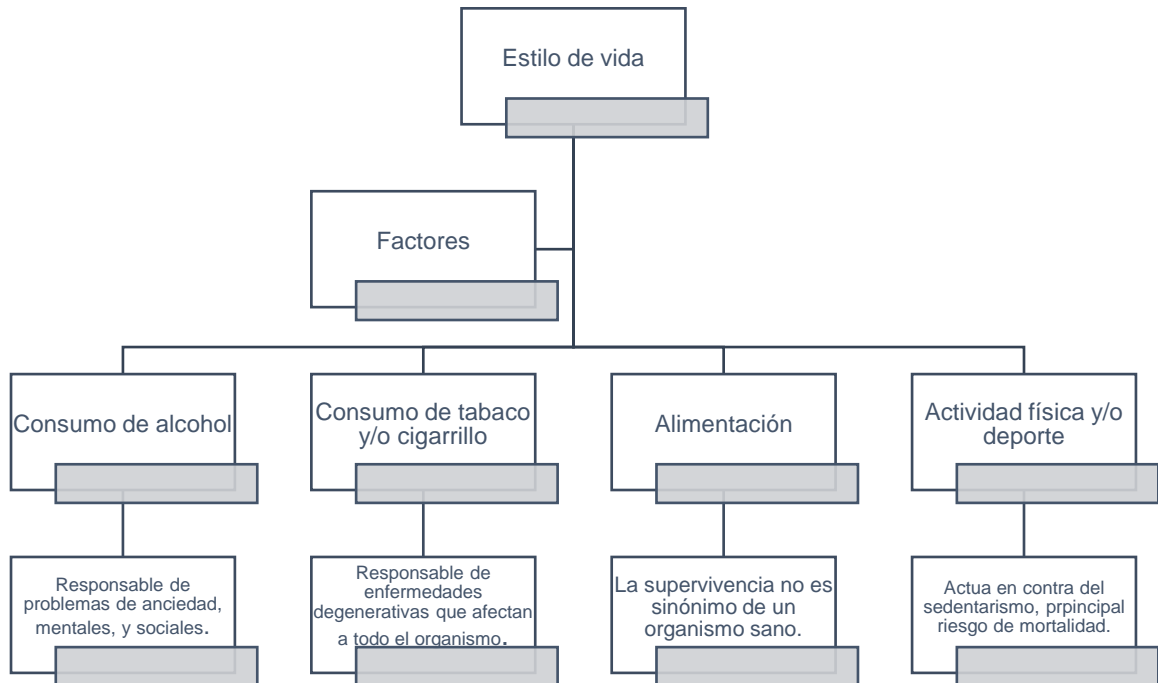 Estilo de vida
Factores
Consumo de alcohol
Consumo de tabaco
y/o cigarrillo
Alimentación
Actividad física y/o
deporte
Responsable de
problemas de anciedad,
mentales, y sociales.
Responsable de
enfermedades
degenerativas que afectan
a todo el organismo.
La supervivencia no es
sinónimo de un
organismo sano.
Actua en contra del
sedentarismo, prpincipal
riesgo de mortalidad.